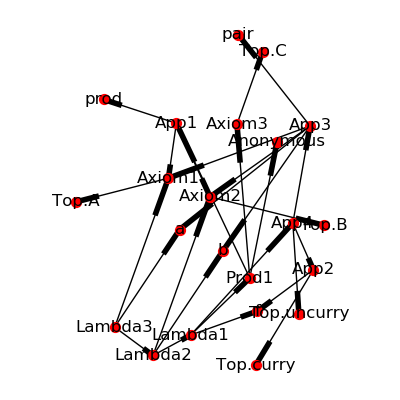 pair
Top.C
prod
App1
Axiom3
App3
Anonymous
Axiom1
Axiom2
Top.A
Top.B
a
b
Prod1
App2
Top.uncurry
Lambda3
Lambda1
Lambda2
Top.curry